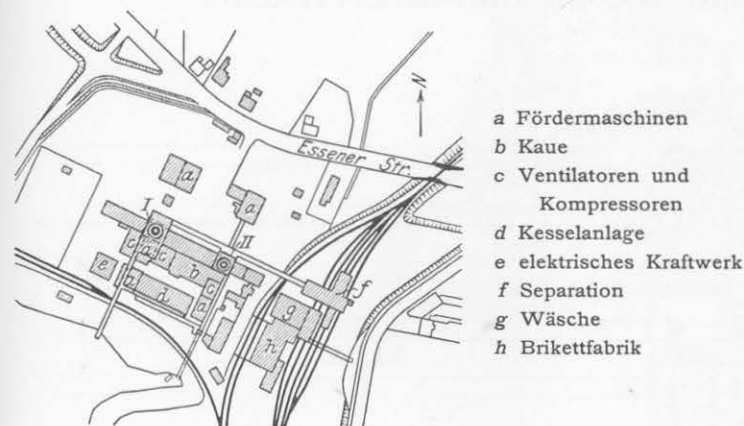 N
Essener Str.
a
a
I
II
c
a
c
e
b
c
b
d
a
f
g
h
a Fördermaschinen
b Kaue
c Ventilatoren und
Kompressoren
d Kesselanlage
e elektrisches Kraftwerk
f Separation
g Wäsche
h Brikettfabrik